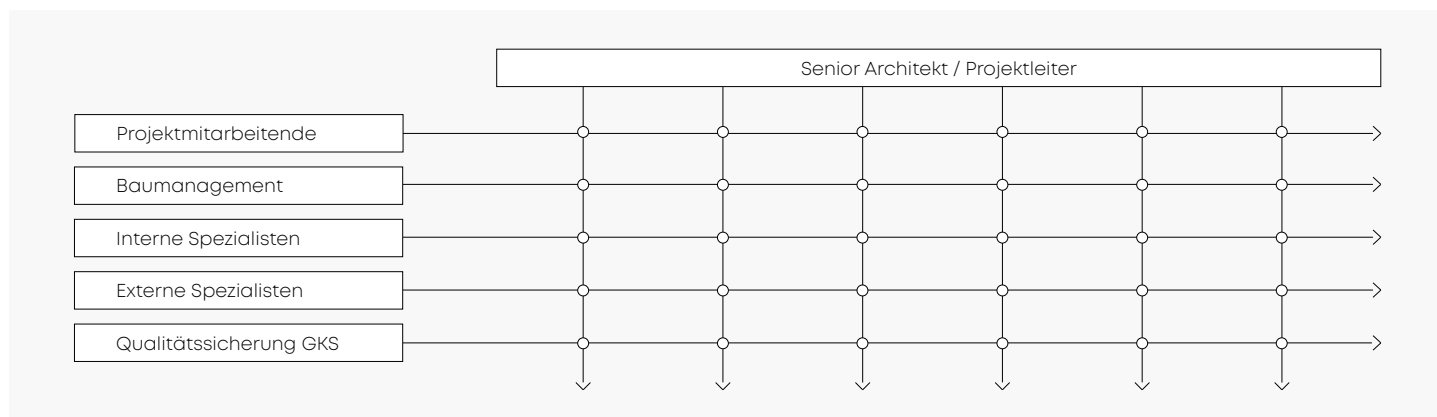 Senior Architekt / Projektleiter
Projektmitarbeitende
Baumanagement
Interne Spezialisten
Externe Spezialisten
Qualitätssicherung GKS